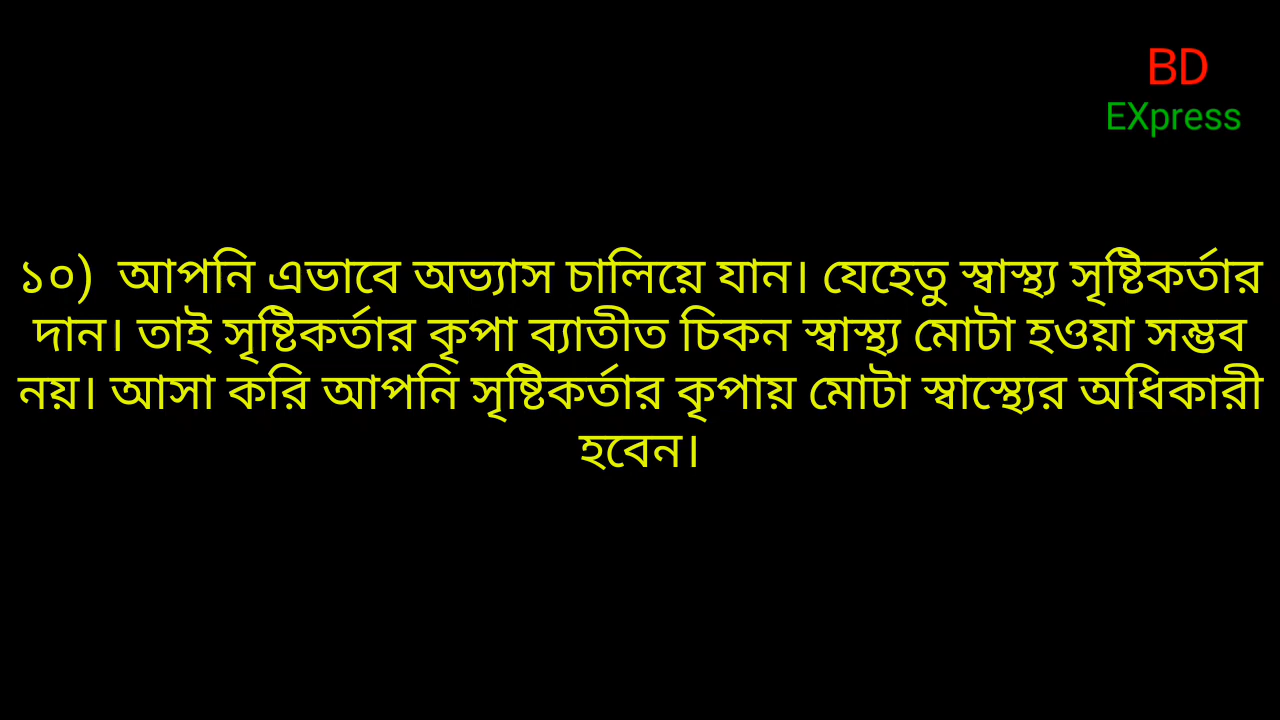 BD
EXpress
১০) আপনি এভাবে অভ্যাস চালিয়ে যান। যেহেতু স্বাস্থ্য সৃষ্টিকর্তার
দান। তাই সৃষ্টিকর্তার কৃপা ব্যাতীত চিকন স্বাস্থ্য মোটা হওয়া সম্ভব
নয়। আসা করি আপনি সৃষ্টিকর্তার কৃপায় মোটা স্বাস্থ্যের অধিকারী
হবেন।